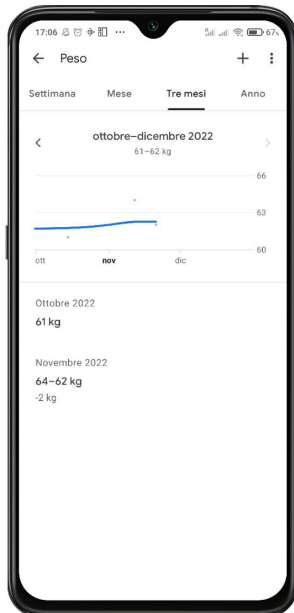 17:06 ... 67%
Peso
Settimana Mese Tre mesi Anno
ottobre–dicembre 2022
61–62 kg
66
63
60
ott nov dic
Ottobre 2022
61 kg
Novembre 2022
64–62 kg
-2 kg